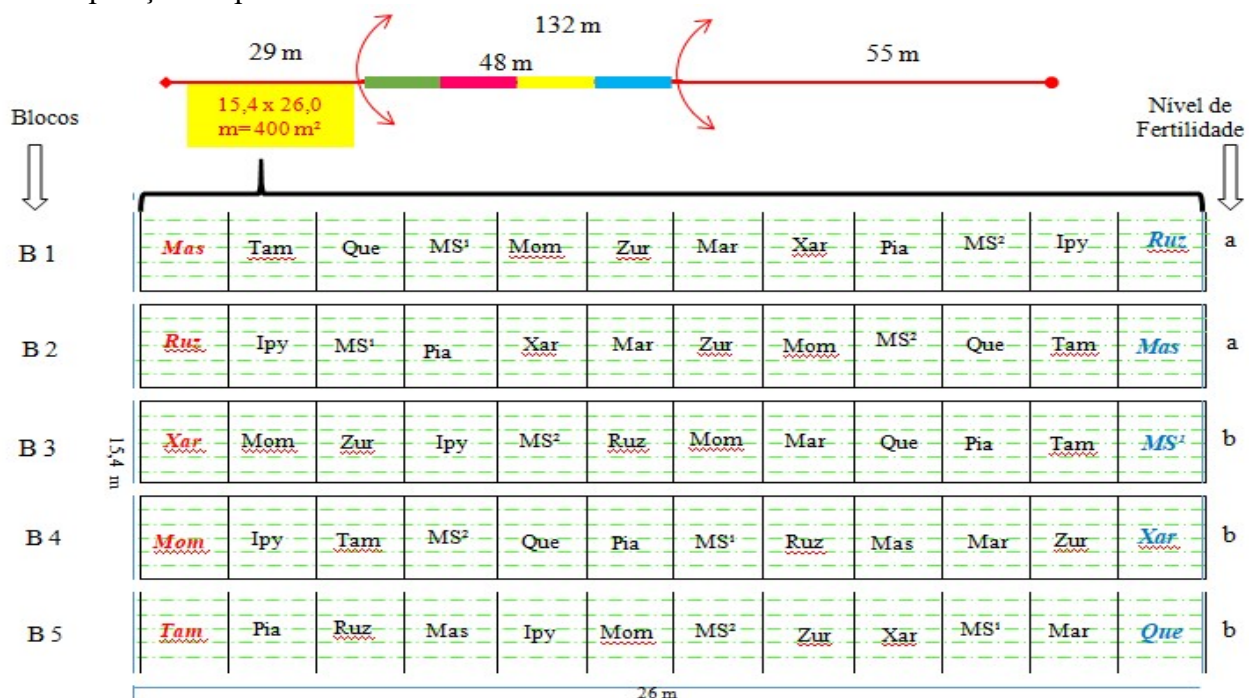 132 m
29 m
48 m
55 m
15,4 x 26,0
m= 400 m²
Blocos
Nível de
Fertilidade
B 1 Mas Tam Que MS¹ Mom Zur Mar Xar Pia MS² Ipy Ruz a
B 2 Ruz Ipy MS¹ Pia Xar Mar Zur Mom MS² Que Tam Mas a
B 3 Xar Mom Zur Ipy MS² Ruz Mom Mar Que Pia Tam MS¹ b
15,4 m
B 4 Mom Ipy Tam MS² Que Pia MS¹ Ruz Mas Mar Zur Xar b
B 5 Tam Pia Ruz Mas Ipy Mom MS² Zur Xar MS¹ Mar Que b
26 m